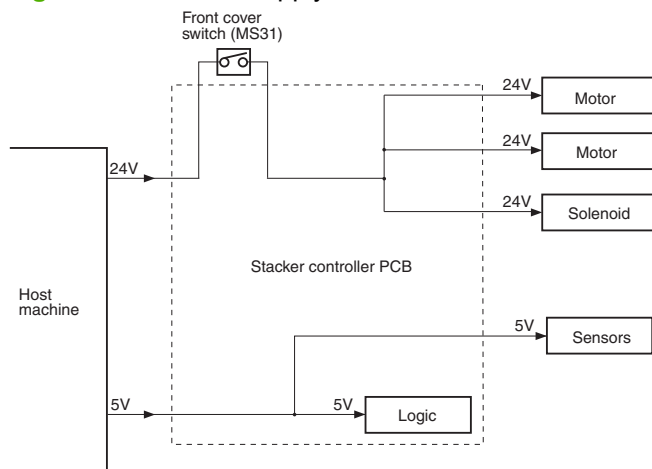 Front cover
switch (MS31)
24V
Motor
24V
Motor
24V
24V
Solenoid
Stacker controller PCB
Host
machine
5V
Sensors
5V
5V
Logic